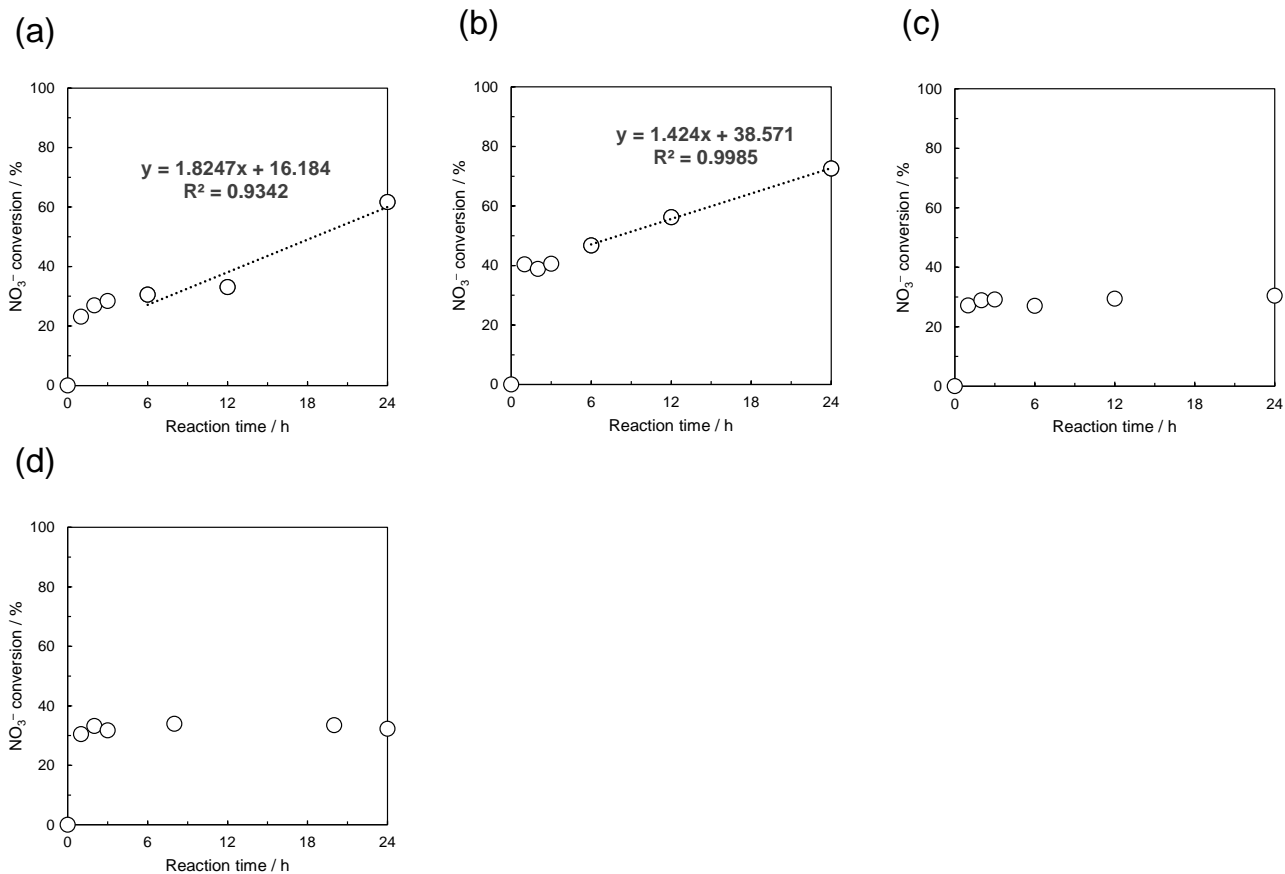 (a)
100
80
60
40
20
0
NO₃⁻ conversion / %
y = 1.8247x + 16.184
R² = 0.9342
0 6 12 18 24
Reaction time / h
(b)
100
80
60
40
20
0
NO₃⁻ conversion / %
y = 1.424x + 38.571
R² = 0.9985
0 6 12 18 24
Reaction time / h
(c)
100
80
60
40
20
0
NO₃⁻ conversion / %
0 6 12 18 24
Reaction time / h
(d)
100
80
60
40
20
0
NO₃⁻ conversion / %
0 6 12 18 24
Reaction time / h